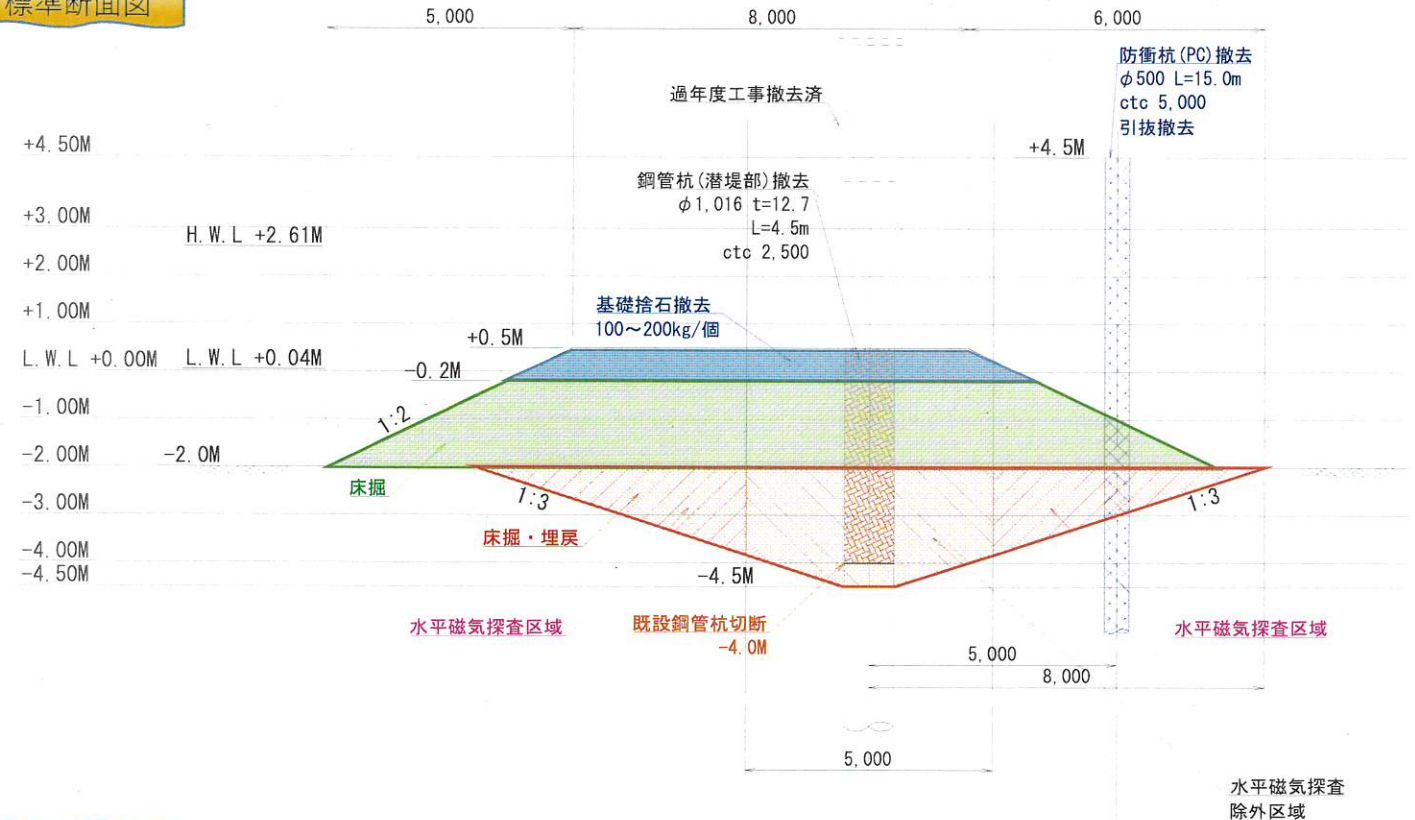 標準断面図
5,000
8,000
6,000
防衝杭(PC)撤去
φ500 L=15.0m
ctc 5,000
引抜撤去
過年度工事撤去済
+4.50M
+4.5M
鋼管杭(潜堤部)撤去
φ1,016 t=12.7
L=4.5m
ctc 2,500
+3.00M
H.W.L +2.61M
+2.00M
+1.00M
基礎捨石撤去
100~200kg/個
+0.5M
L.W.L +0.00M
L.W.L +0.04M
-0.2M
-1.00M
1:2
-2.00M
-2.0M
床掘
1:3
1:3
-3.00M
床掘・埋戻
-4.00M
-4.50M
-4.5M
水平磁気探査区域
既設鋼管杭切断
-4.0M
水平磁気探査区域
5,000
8,000
5,000
水平磁気探査
除外区域